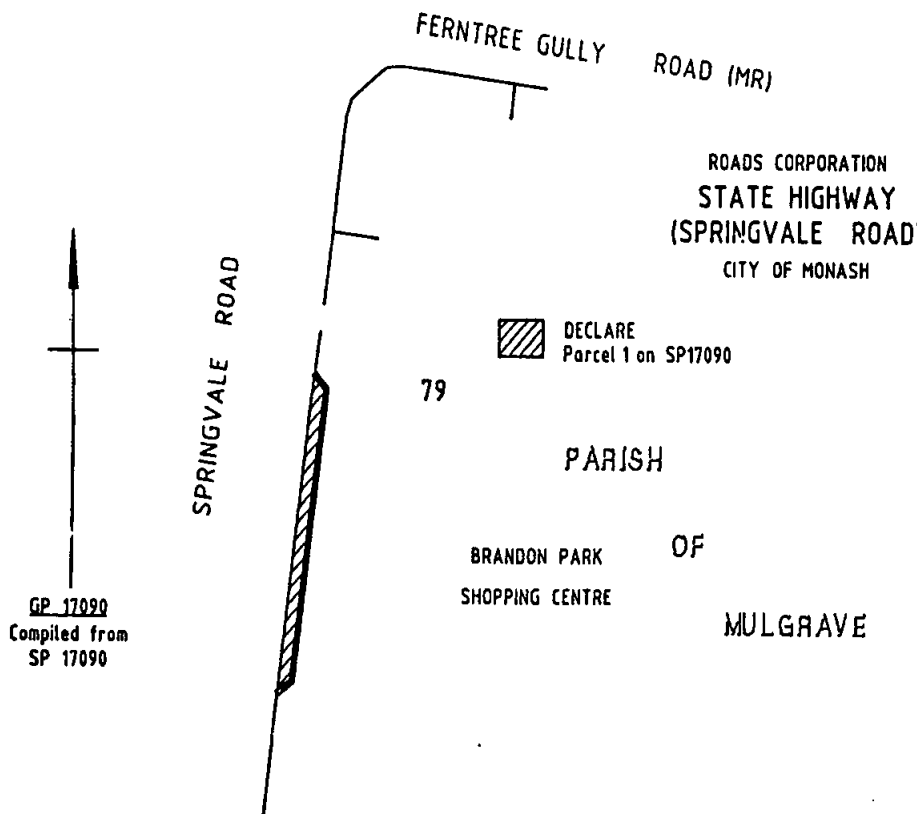 FERNTREE GULLY ROAD (MR)
ROADS CORPORATION
STATE HIGHWAY
(SPRINGVALE ROAD
CITY OF MONASH
SPRINGVALE ROAD
DECLARE
Parcel 1 on SP17090
79
PARISH
OF
MULGRAVE
BRANDON PARK
SHOPPING CENTRE
GP 17090
Compiled from
SP 17090